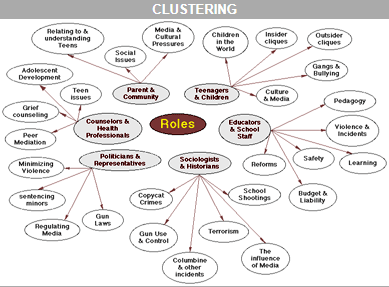 CLUSTERING
Relating to &
understanding
Teens
Media &
Cultural
Pressures
Social
Issues
Children
in the
World
Insider
cliques
Outsider
cliques
Adolescent
Development
Teen
issues
Parent &
Community
Teenagers
& Children
Gangs &
Bullying
Culture
& Media
Grief
counseling
Counselors &
Health
Professionals
Roles
Educators
& School
Staff
Pedagogy
Violence &
Incidents
Peer
Mediation
Politicians &
Representatives
Sociologists
& Historians
Minimizing
Violence
Reforms
Safety
Learning
sentencing
minors
Copycat
Crimes
School
Shootings
Budget &
Liability
Regulating
Media
Gun
Laws
Gun Use
& Control
Terrorism
Columbine
& other
incidents
The
influence
of Media